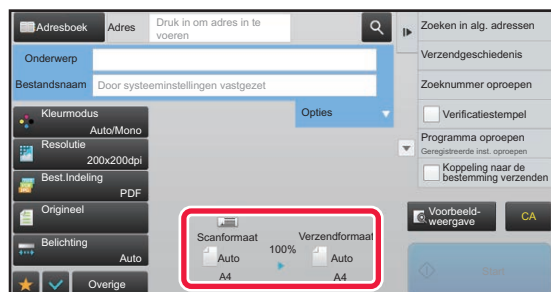 Adresboek
Adres
Druk in om adres in te
voeren
Onderwerp
Bestandsnaam
Door systeeminstellingen vastgezet
Opties
Kleurmodus
Auto/Mono
Resolutie
200x200dpi
Best.Indeling
PDF
Origineel
Belichting
Auto
Overige
Scanformaat
Auto
A4
100%
Verzendformaat
Auto
A4
Zoeken in alg. adressen
Verzendgeschiedenis
Zoeknummer oproepen
Verificatiestempel
Programma oproepen
Geregistreerde inst. oproepen
Koppeling naar de
bestemming verzenden
Voorbeeld-
weergave
CA
Start